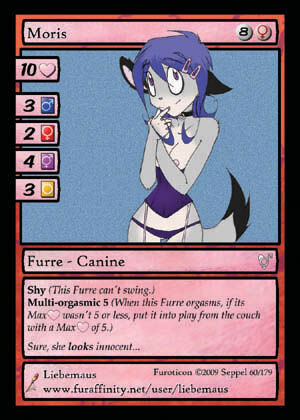 Moris
8
10
3
2
4
3
Furre - Canine
Shy (This Furre can't swing.)
Multi-orgasmic 5 (When this Furre orgasms, if its
Max wasn't 5 or less, put it into play from the couch
with a Max of 5.)
Sure, she looks innocent...
Liebemaus
Furoticon ©2009 Seppel 60/179
www.furaffinity.net/user/liebemaus